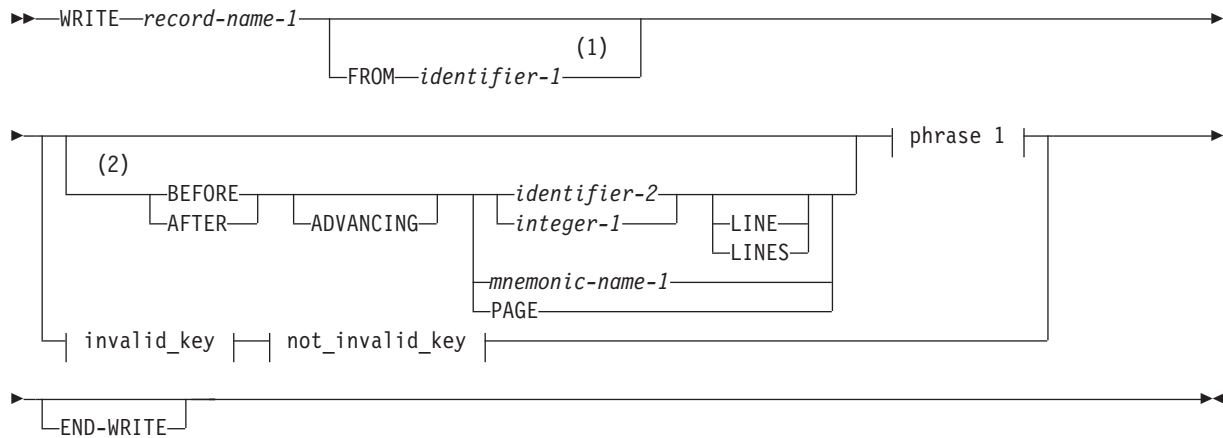 WRITE record-name-1
(1)
FROM identifier-1
phrase 1
(2)
BEFORE identifier-2
AFTER ADVANCING integer-1 LINE
LINES
mnemonic-name-1
PAGE
invalid_key not_invalid_key
END-WRITE